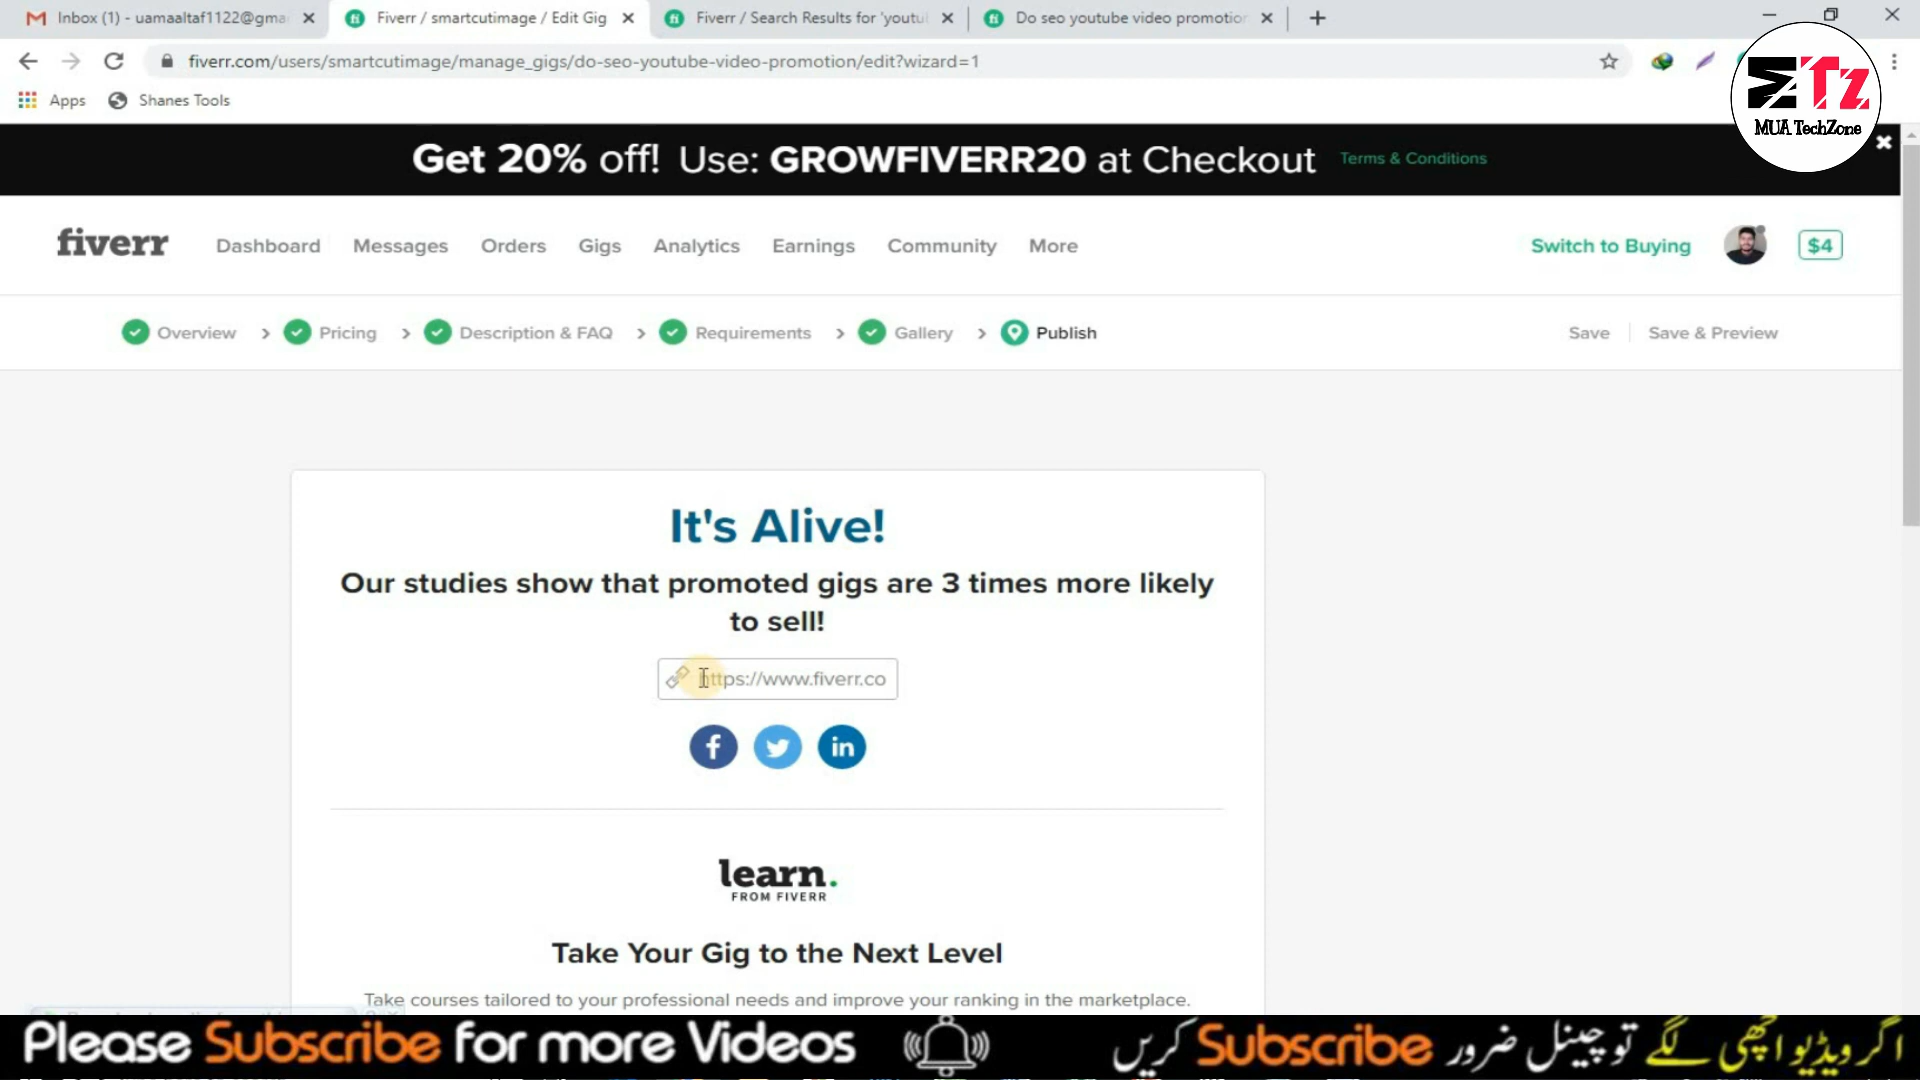 Inbox (1) - uamaaltaf1122@gma
Fiverr / smartcutimage / Edit Gig
Fiverr / Search Results for 'youtu
Do seo youtube video promotion
fiverr.com/users/smartcutimage/manage_gigs/do-seo-youtube-video-promotion/edit?wizard=1
Apps
Shanes Tools
MTz
MUA TechZone
Get 20% off! Use: GROWFIVERR20 at Checkout
Terms & Conditions
fiverr
Dashboard
Messages
Orders
Gigs
Analytics
Earnings
Community
More
Switch to Buying
$4
Overview
Pricing
Description & FAQ
Requirements
Gallery
Publish
Save
Save & Preview
It's Alive!
Our studies show that promoted gigs are 3 times more likely
to sell!
https://www.fiverr.co
learn.
FROM FIVERR
Take Your Gig to the Next Level
Take courses tailored to your professional needs and improve your ranking in the marketplace.
Please Subscribe for more Videos
اگر ویڈیو اچھی لگے تو چینل ضرور Subscribe کریں